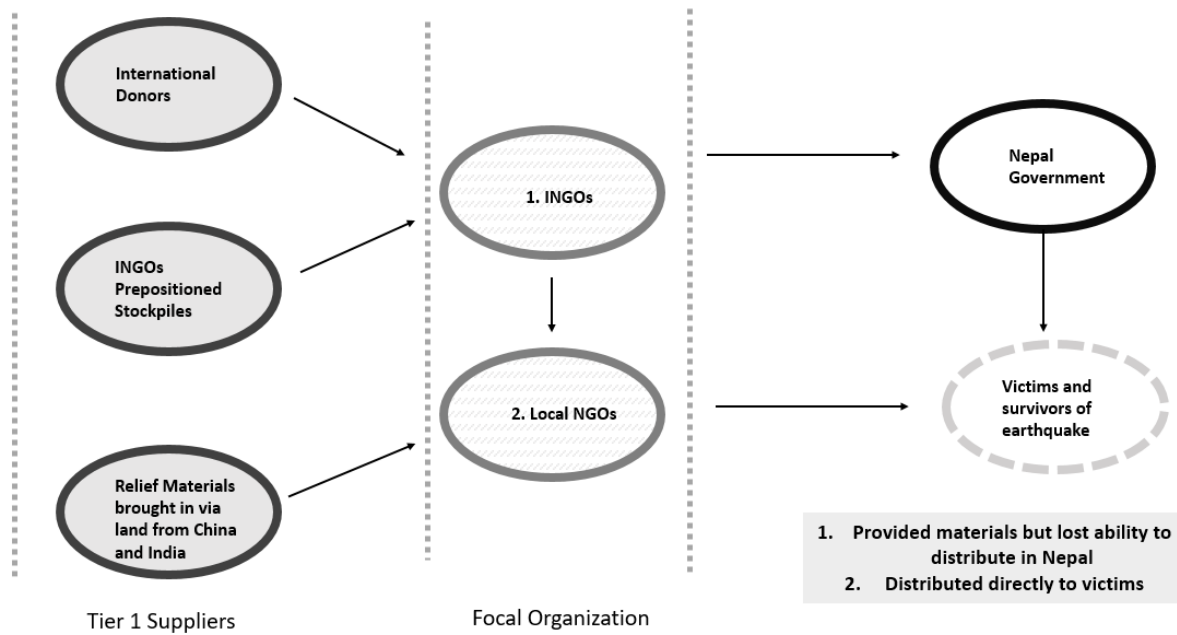 International
Donors
INGOs
Prepositioned
Stockpiles
Relief Materials
brought in via
land from China
and India
Tier 1 Suppliers
1. INGOs
2. Local NGOs
Focal Organization
Nepal
Government
Victims and
survivors of
earthquake
1. Provided materials but lost ability to
distribute in Nepal
2. Distributed directly to victims